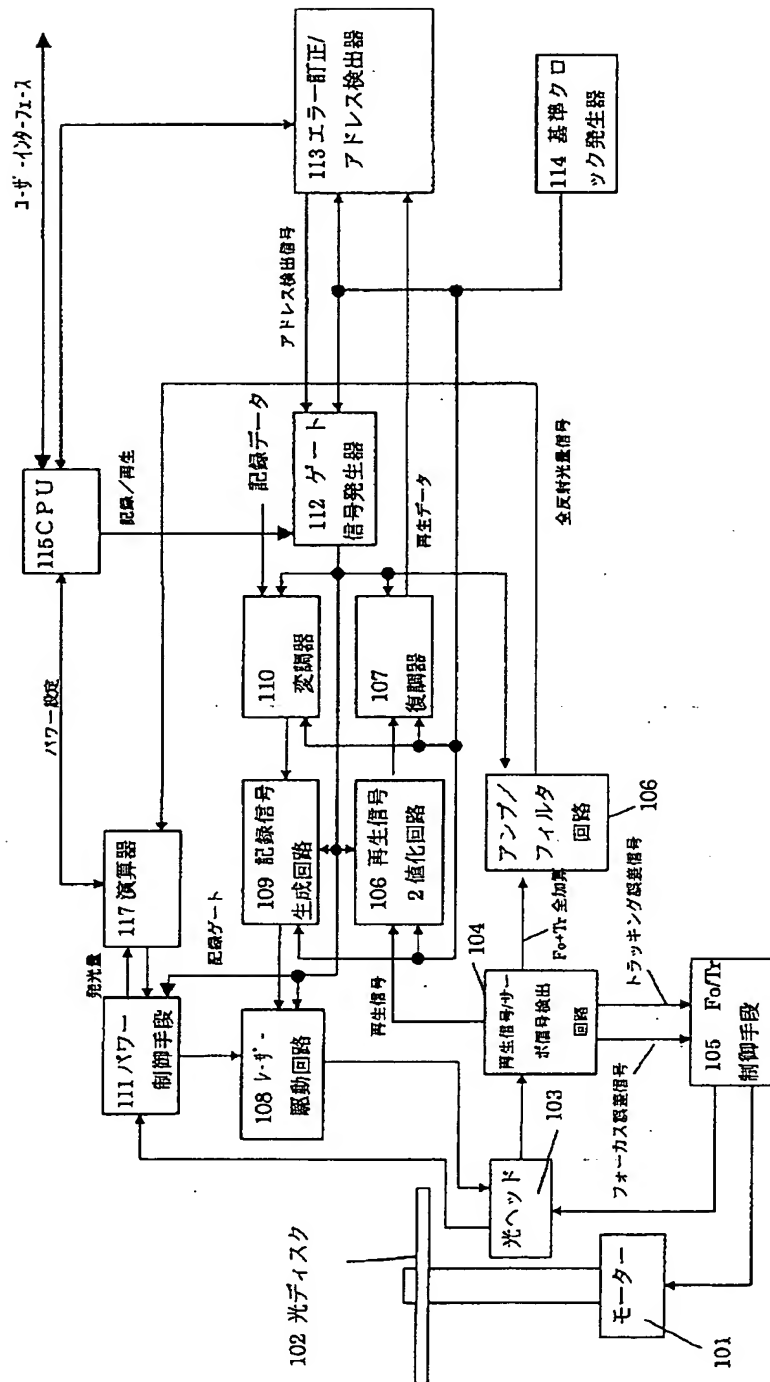 ユーザ・インターフェース
115CPU
113 エラー訂正/
アドレス検出器
114 基準クロ
ック発生器
アドレス検出信号
記録/再生
パワー設定
112 ゲート
信号発生器
記録データ
再生データ
全反射光量信号
110
変調器
107
復調器
117 演算器
発光量
109 記録信号
生成回路
106 再生信号
2値化回路
アンプ/
フィルタ
回路
106
記録ゲート
111 パワー
制御手段
108 レーザー
駆動回路
再生信号
104
Fo+Tr 全加算
再生信号/サー
ボ信号検出
回路
トラッキング誤差信号
フォーカス誤差信号
105 Fo/Tr
制御手段
光ヘッド
103
102 光ディスク
モーター
101